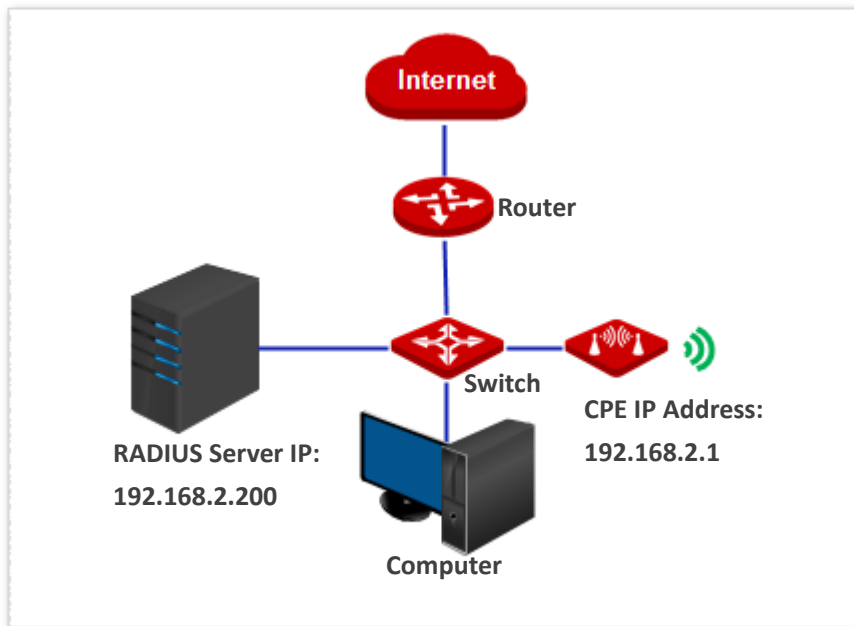 Internet
Router
Switch
CPE IP Address:
192.168.2.1
RADIUS Server IP:
192.168.2.200
Computer